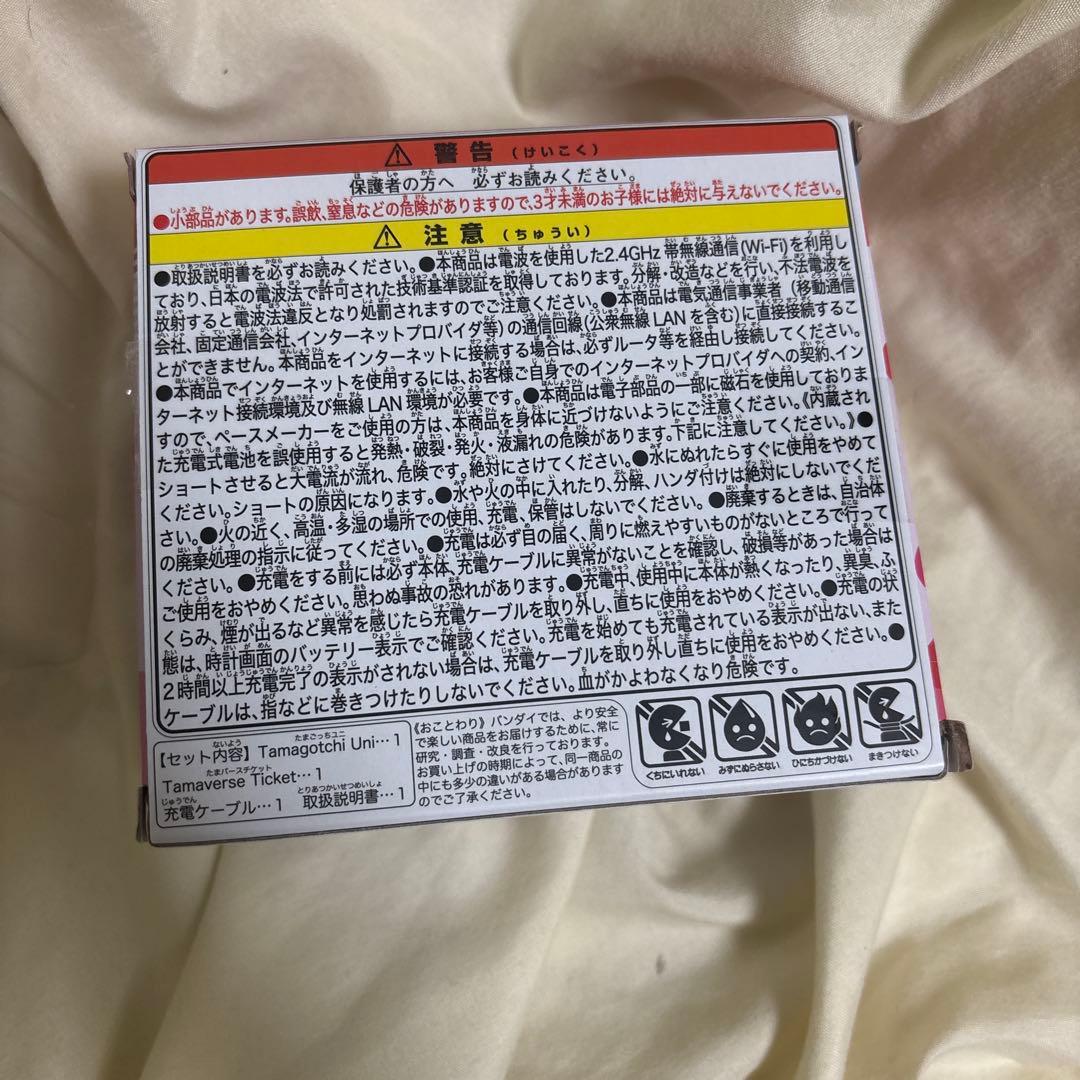 ⚠ 警告 (けいこく)
保護者の方へ 必ずお読みください。
●小部品があります。誤飲、窒息などの危険がありますので、3才未満のお子様には絶対に与えないでください。
⚠ 注意 (ちゅうい)
●取扱説明書を必ずお読みください。●本商品は電波を使用した2.4GHz 帯無線通信(Wi-Fi)を利用し
ており、日本の電波法で許可された技術基準認証を取得しております。分解・改造などを行い、不法電波を
放射すると電波法違反となり処罰されますのでご注意ください。●本商品は電気通信事業者(移動通信
会社、固定通信会社、インターネットプロバイダ等)の通信回線(公衆無線LANを含む)に直接接続するこ
とができません。本商品をインターネットに接続する場合は、必ずルータ等を経由し接続してください。
●本商品でインターネットを使用するには、お客様ご自身でのインターネットプロバイダへの契約、イン
ターネット接続環境及び無線LAN環境が必要です。●本商品は電子部品の一部に磁石を使用しておりま
すので、ペースメーカーをご使用の方は、本商品を身体に近づけないようにご注意ください。《内蔵され
た充電式電池を誤使用すると発熱・破裂・発火・液漏れの危険があります。下記に注意してください。》●
ショートさせると大電流が流れ、危険です。絶対にさけてください。●水にぬれたらすぐに使用をやめて
ください。ショートの原因になります。●水や火の中に入れたり、分解、ハンダ付けは絶対にしないでくだ
さい。●火の近く、高温・多湿の場所での使用、充電、保管はしないでください。●廃棄するときは、自治体
の廃棄処理の指示に従ってください。●充電は必ず目の届く、周りに燃えやすいものがないところで行って
ください。●充電をする前には必ず本体、充電ケーブルに異常がないことを確認し、破損等があった場合は
ご使用をおやめください。思わぬ事故の恐れがあります。●充電中、使用中に本体が熱くなったり、異臭、ふ
くらみ、煙が出るなど異常を感じたら充電ケーブルを取り外し、直ちに使用をおやめください。●充電の状
態は、時計画面のバッテリー表示でご確認ください。充電を始めても充電されている表示が出ない、また
2時間以上充電完了の表示がされない場合は、充電ケーブルを取り外し直ちに使用をおやめください。●
ケーブルは、指などに巻きつけたりしないでください。血がかよわなくなり危険です。
【セット内容】Tamagotchi Uni…1
Tamaverse Ticket…1
充電ケーブル…1 取扱説明書…1
《おことわり》バンダイでは、より安全
で楽しい商品をお届けするために、常に
研究・調査・改良を行っております。
お買い上げの時期によって、同一商品の
中にも多少の違いがある場合があります
のでご了承ください。
くちにいれない みずにぬらさない ひにちかづけない まきつけない